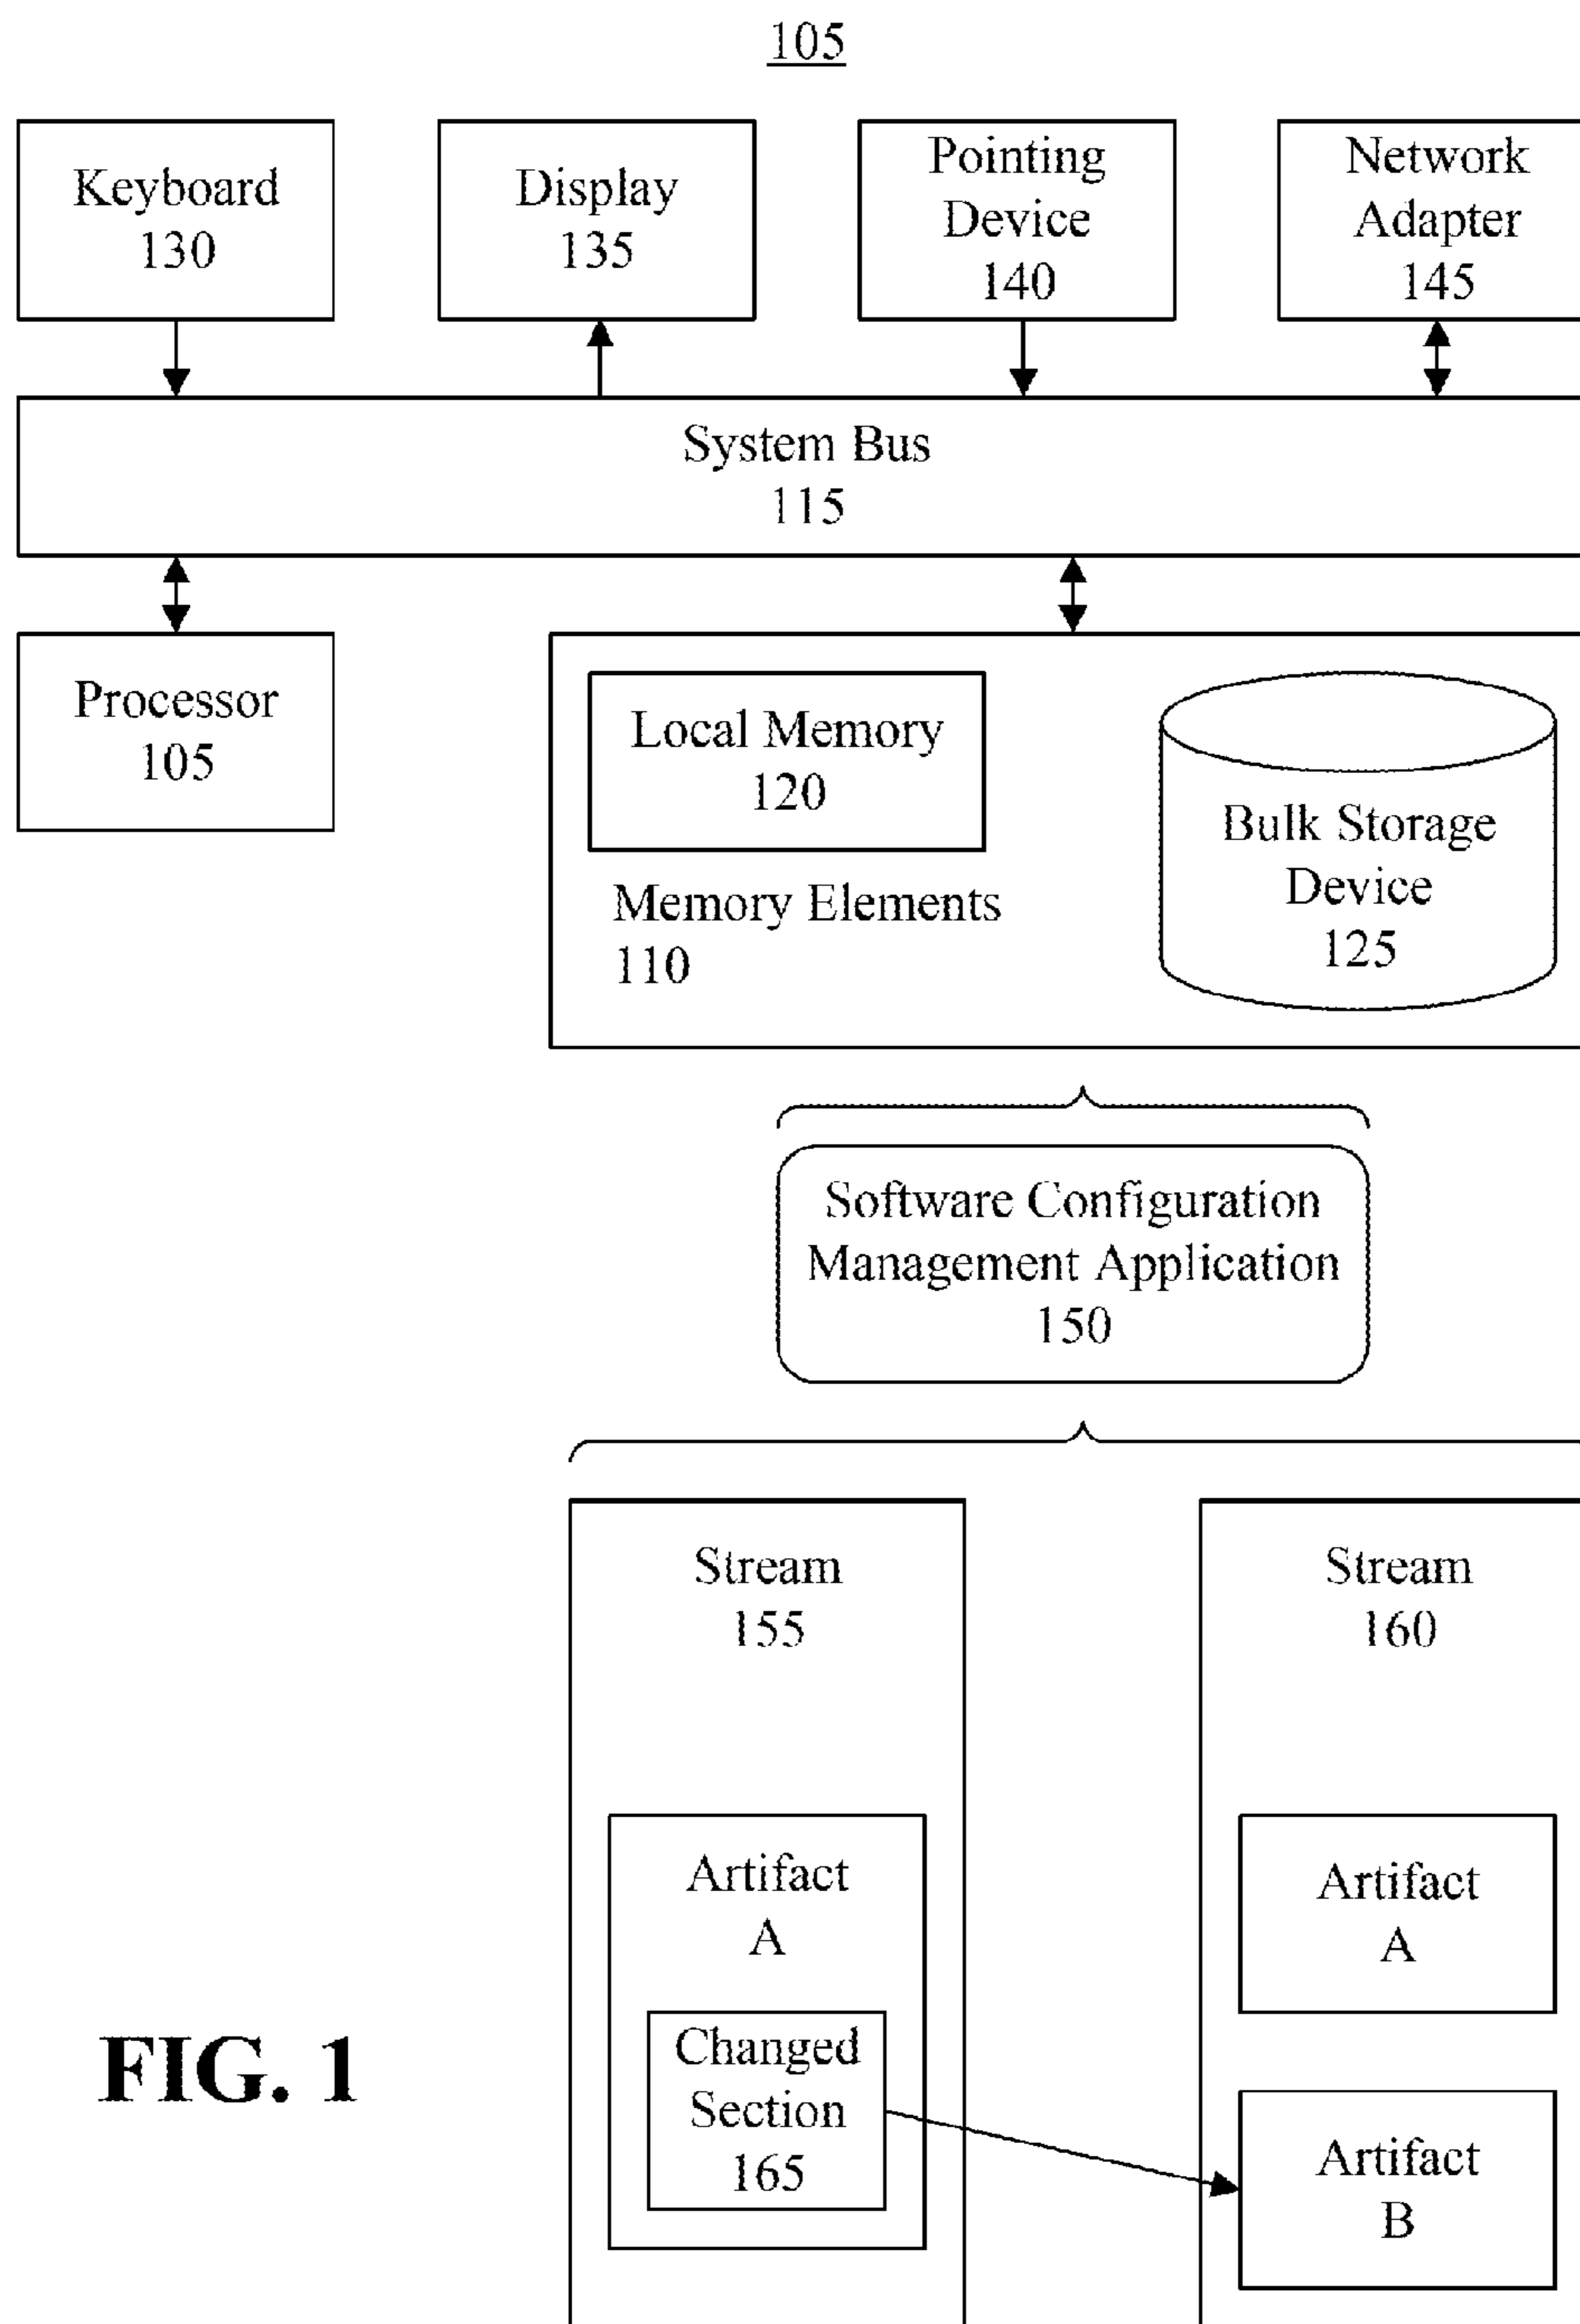 105
Keyboard
130
Display
135
Pointing
Device
140
Network
Adapter
145
System Bus
115
Processor
105
Local Memory
120
Memory Elements
110
Bulk Storage
Device
125
Software Configuration
Management Application
150
Stream
155
Stream
160
Artifact
A
Changed
Section
165
Artifact
A
Artifact
B
FIG. 1